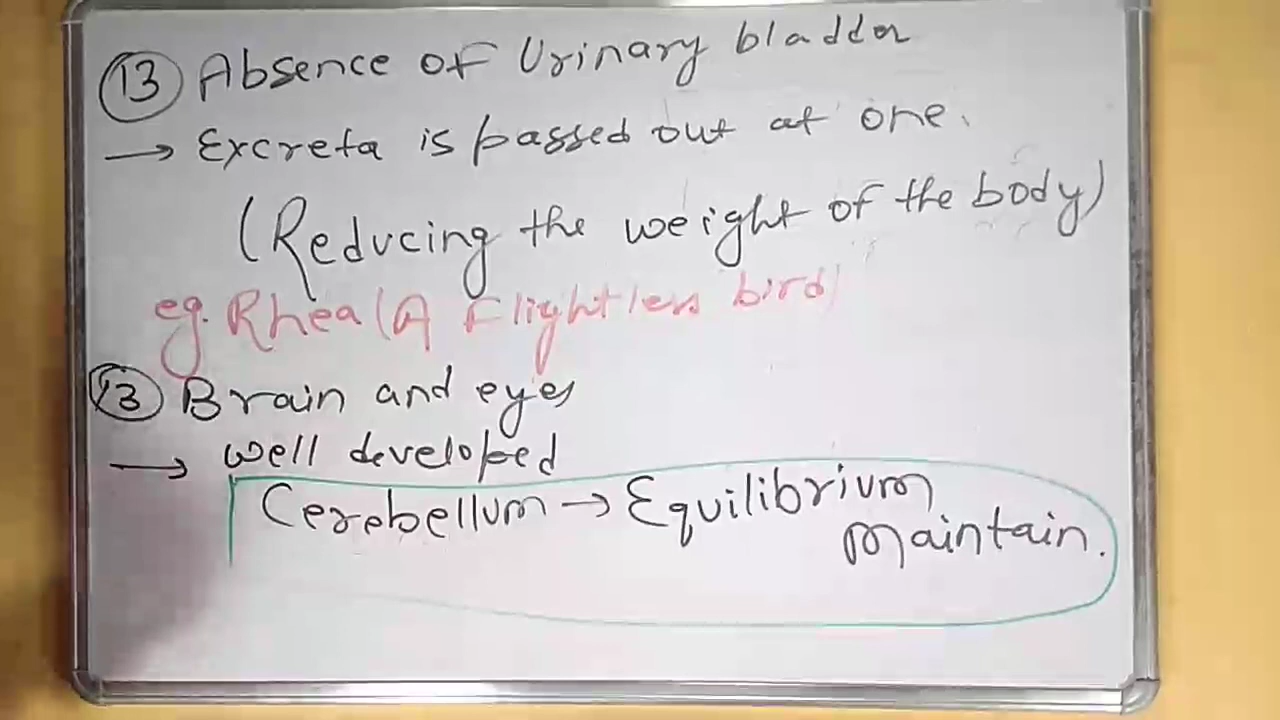 13 Absence of Urinary bladder
→ Excreta is passed out at one.
(Reducing the weight of the body)
eg. Rhea (A Flightless bird)
13 Brain and eyes
→ well developed
Cerebellum → Equilibrium
maintain.